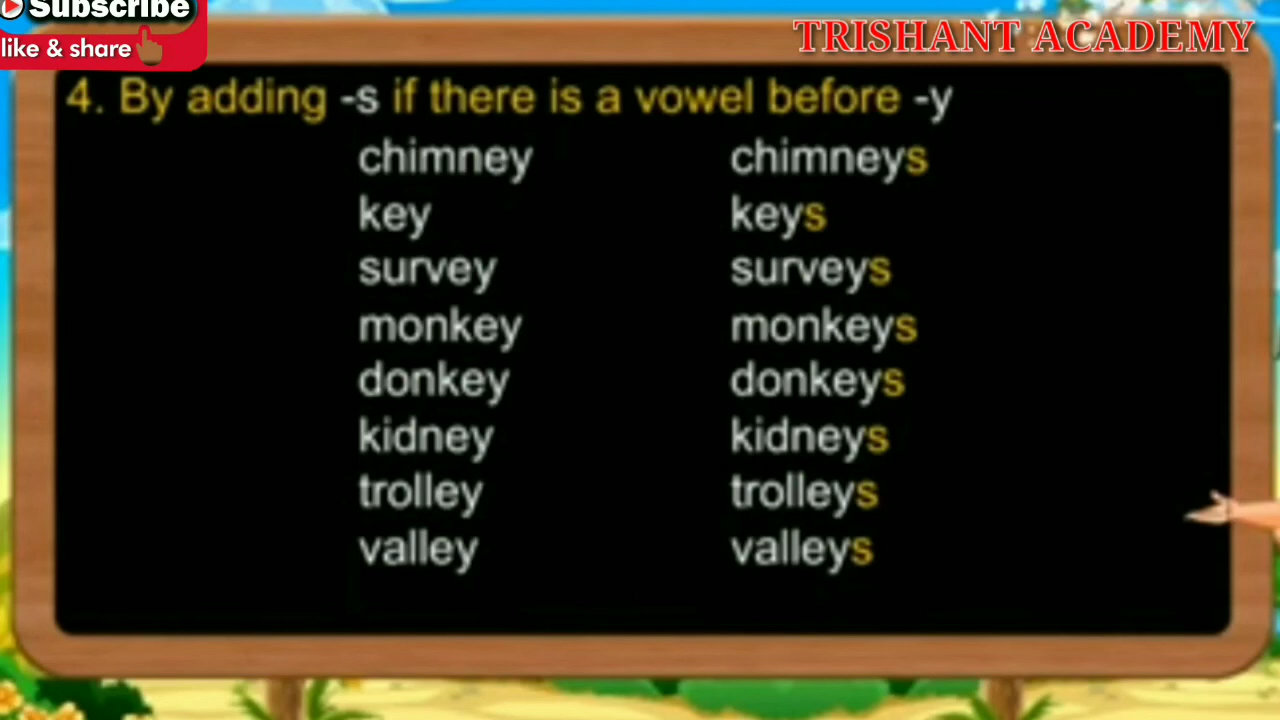 Subscribe
like & share
TRISHANT ACADEMY
4. By adding -s if there is a vowel before -y
chimney chimneys
key keys
survey surveys
monkey monkeys
donkey donkeys
kidney kidneys
trolley trolleys
valley valleys